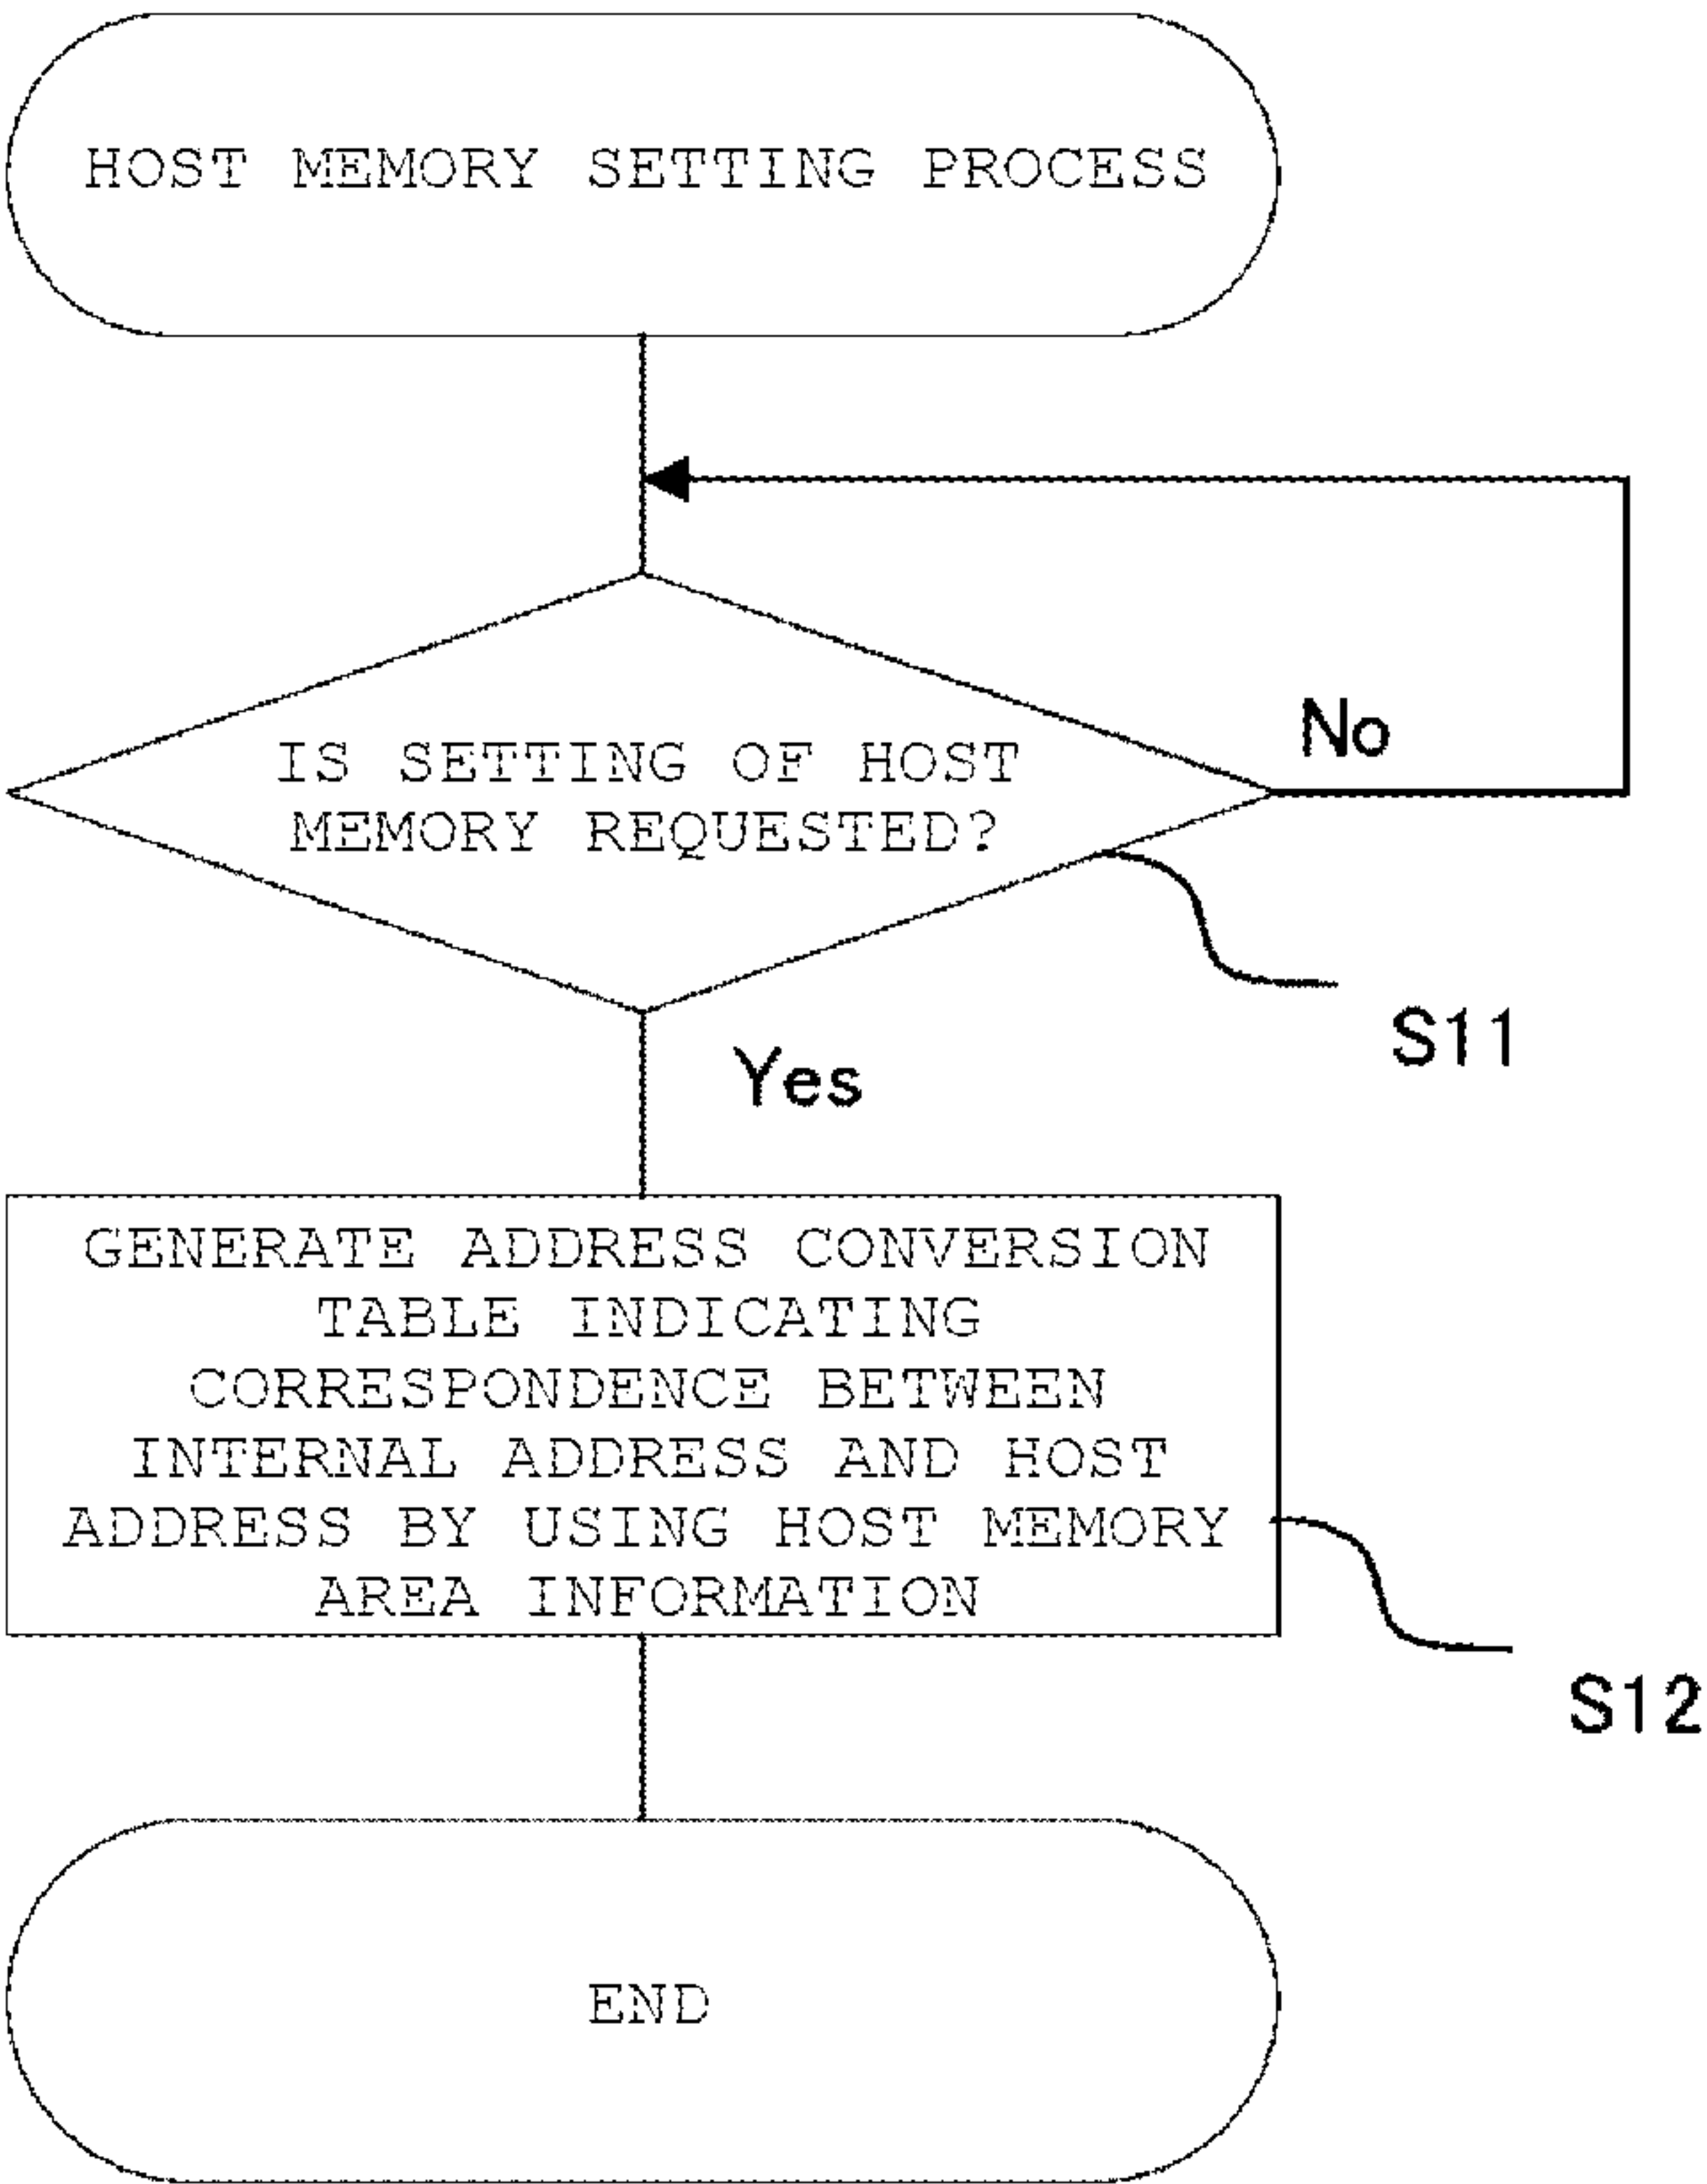 HOST MEMORY SETTING PROCESS
IS SETTING OF HOST
MEMORY REQUESTED?
No
S11
Yes
GENERATE ADDRESS CONVERSION
TABLE INDICATING
CORRESPONDENCE BETWEEN
INTERNAL ADDRESS AND HOST
ADDRESS BY USING HOST MEMORY
AREA INFORMATION
S12
END